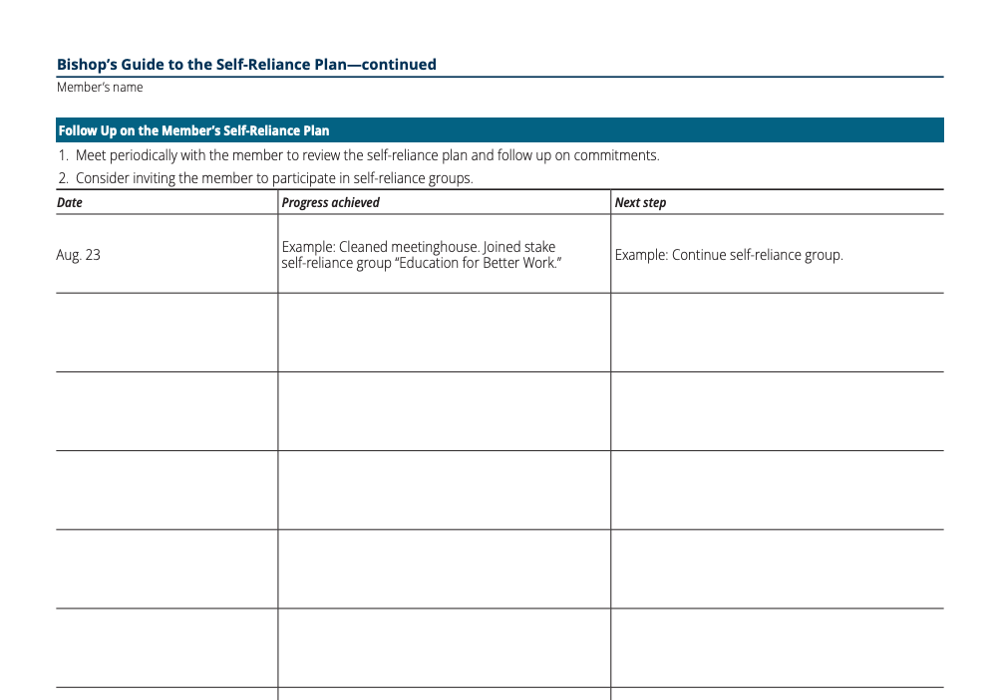 Bishop’s Guide to the Self-Reliance Plan—continued
Member’s name
Follow Up on the Member’s Self-Reliance Plan
1. Meet periodically with the member to review the self-reliance plan and follow up on commitments.
2. Consider inviting the member to participate in self-reliance groups.
Date Progress achieved Next step
Aug. 23 Example: Cleaned meetinghouse. Joined stake self-reliance group “Education for Better Work.” Example: Continue self-reliance group.